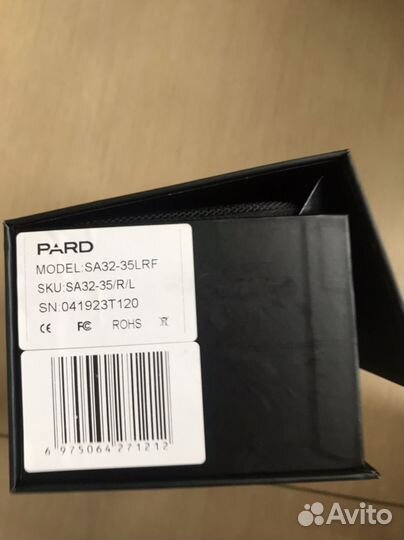 PARD
MODEL:SA32-35LRF
SKU:SA32-35/R/L
SN:041923T120
CE FC ROHS
6 975064 271212
Avito